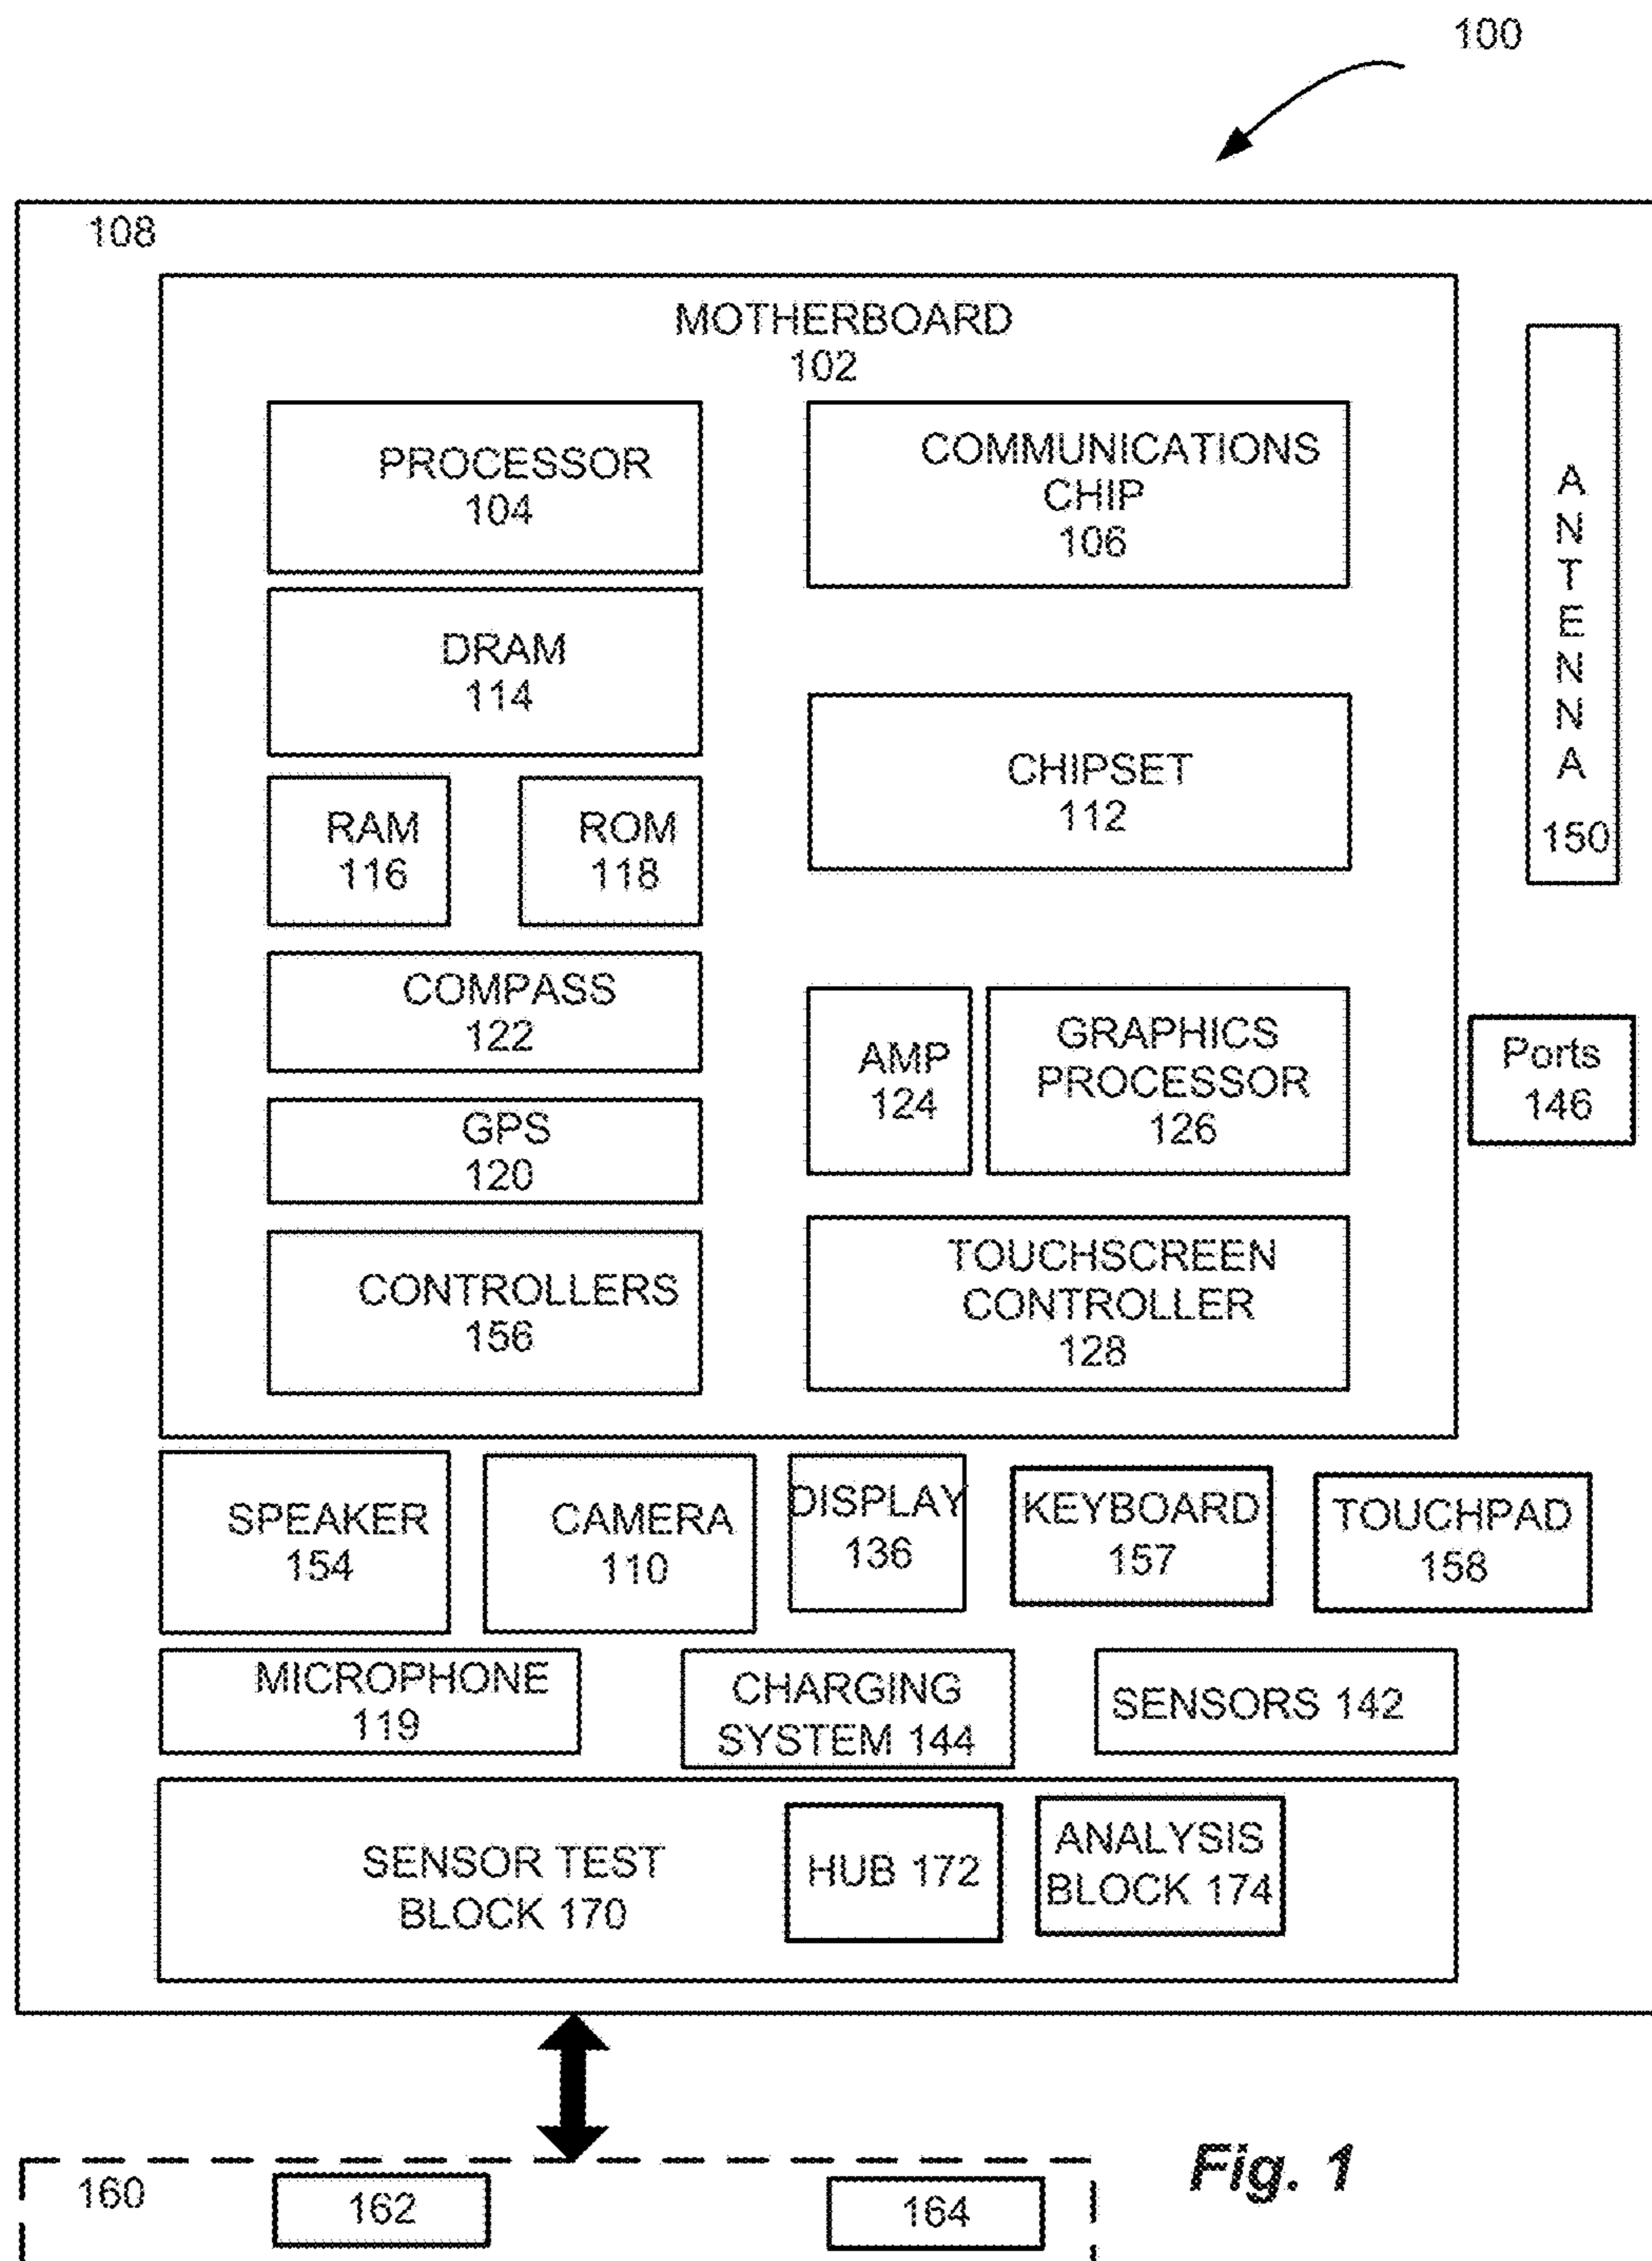 100
108
MOTHERBOARD
102
PROCESSOR
104
COMMUNICATIONS
CHIP
106
DRAM
114
CHIPSET
112
RAM
116
ROM
118
COMPASS
122
AMP
124
GRAPHICS
PROCESSOR
126
GPS
120
CONTROLLERS
156
TOUCHSCREEN
CONTROLLER
128
ANTENNA
150
Ports
146
SPEAKER
154
CAMERA
110
DISPLAY
136
KEYBOARD
157
TOUCHPAD
158
MICROPHONE
119
CHARGING
SYSTEM 144
SENSORS 142
SENSOR TEST
BLOCK 170
HUB 172
ANALYSIS
BLOCK 174
160
162
164
Fig. 1